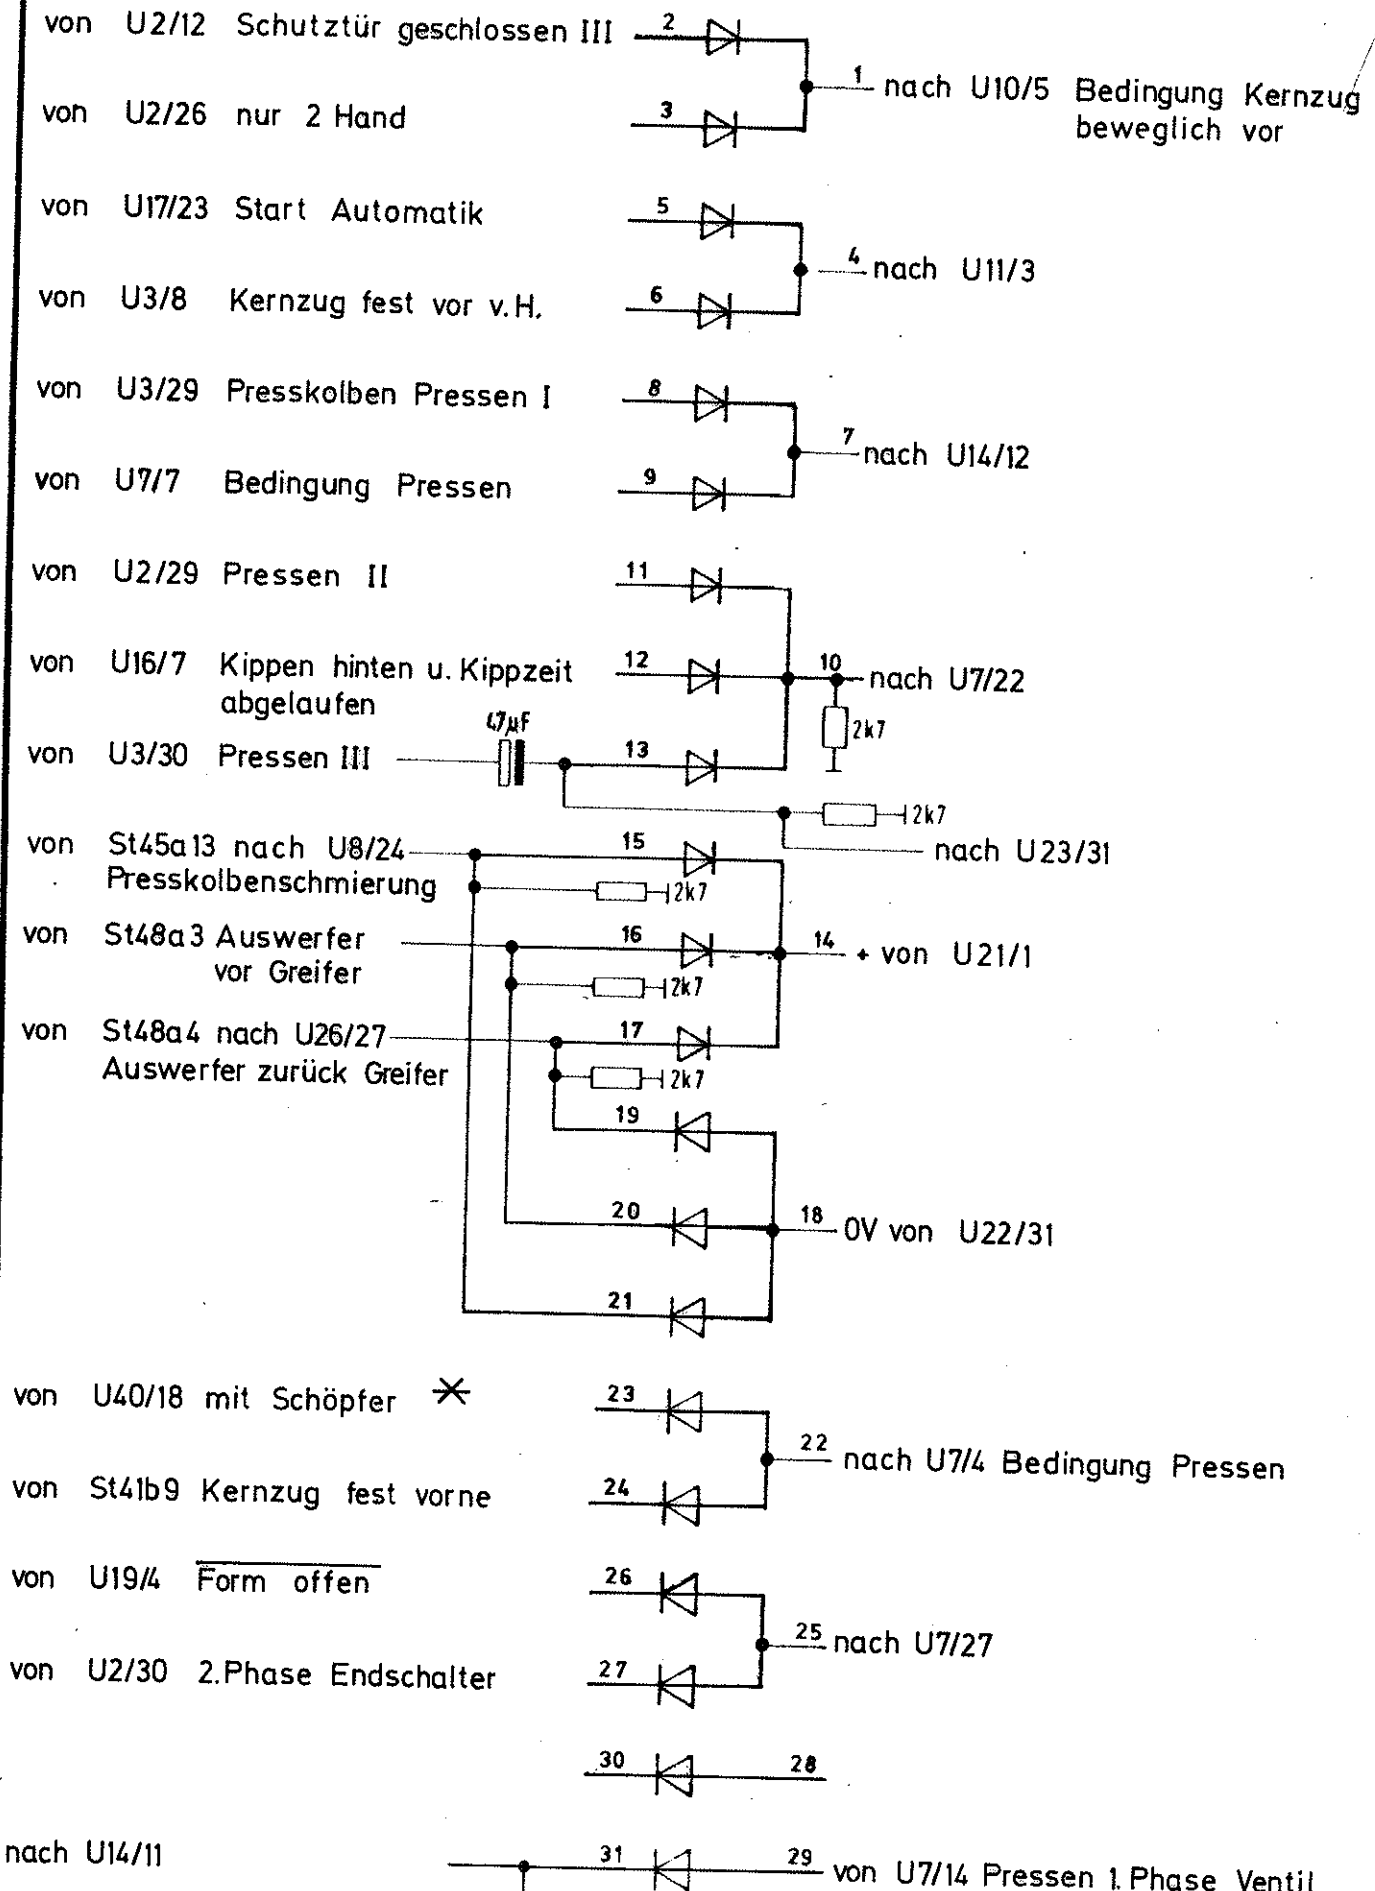 von U2/12 Schutztür geschlossen III 2
1 nach U10/5 Bedingung Kernzug
beweglich vor
von U2/26 nur 2 Hand 3
von U17/23 Start Automatik 5
4 nach U11/3
von U3/8 Kernzug fest vor v.H. 6
von U3/29 Presskolben Pressen I 8
7 nach U14/12
von U7/7 Bedingung Pressen 9
von U2/29 Pressen II 11
von U16/7 Kippen hinten u. Kippzeit 12 10 nach U7/22
abgelaufen
47µF 2k7
von U3/30 Pressen III 13
2k7
von St45a13 nach U8/24 15 nach U23/31
Presskolbenschmierung 2k7
von St48a3 Auswerfer 16 14 + von U21/1
vor Greifer 2k7
von St48a4 nach U26/27 17
Auswerfer zurück Greifer 2k7
19
20 18 0V von U22/31
21
von U40/18 mit Schöpfer 23
22 nach U7/4 Bedingung Pressen
von St41b9 Kernzug fest vorne 24
von U19/4 Form offen 26
25 nach U7/27
von U2/30 2.Phase Endschalter 27
30 28
nach U14/11 31 29 von U7/14 Pressen 1. Phase Ventil